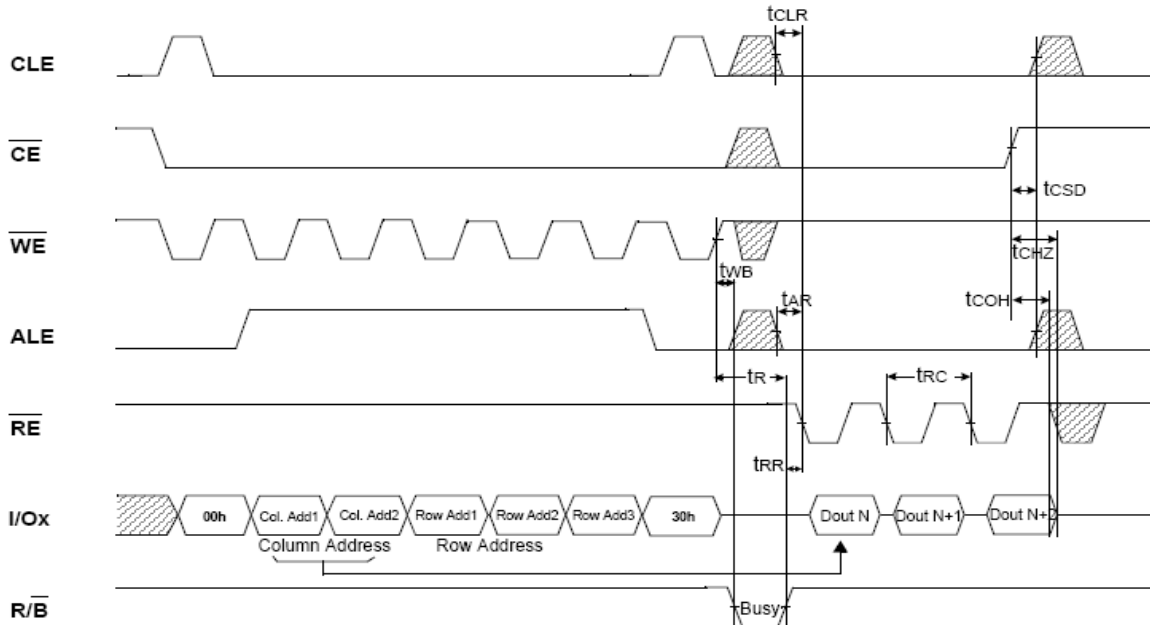 tCLR
CLE
CE
tCSD
WE
tCHZ
tWB
tCOH
tAR
ALE
tR
tRC
RE
tRR
I/Ox
00h Col. Add1 Col. Add2 Row Add1 Row Add2 Row Add3 30h Dout N Dout N+1 Dout N+2
Column Address Row Address
R/B
Busy